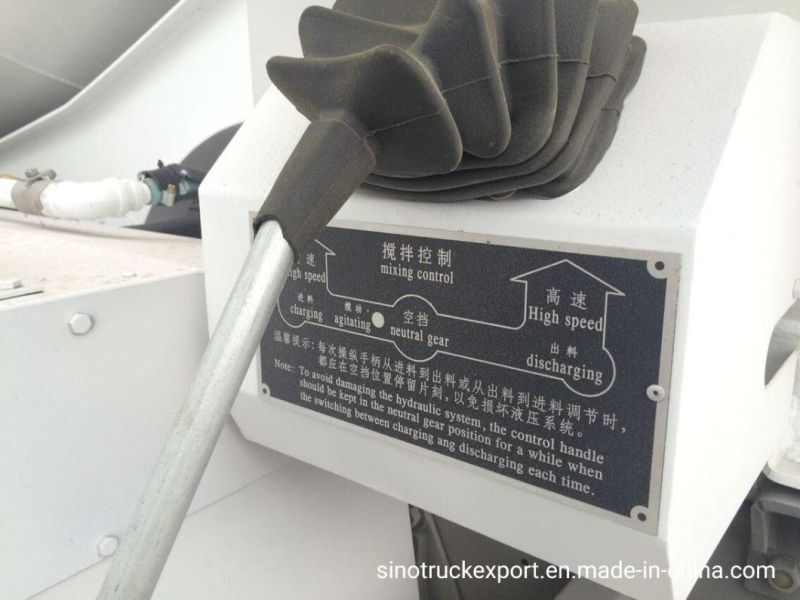 搅拌控制
mixing control
高速
High speed
高速
High speed
进料
charging
搅动
agitating
空挡
neutral gear
出料
discharging
温馨提示：每次操纵手柄从进料到出料或从出料到进料调节时，
都应在空挡位置停留片刻，以免损坏液压系统。
Note: To avoid damaging the hydraulic system, the control handle
should be kept in the neutral gear position for a while when
the switching between charging ang discharging each time.
sinotruckexport.en.made-in-china.com